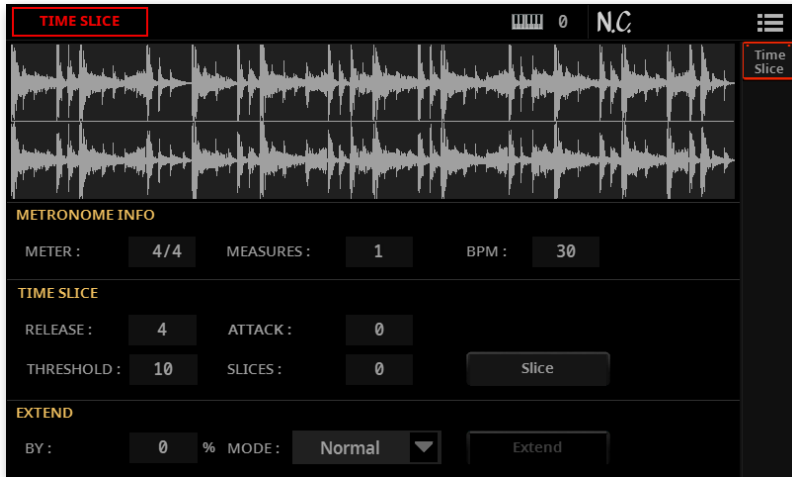 TIME SLICE 0 N.C.
Time
Slice
METRONOME INFO
METER : 4/4 MEASURES : 1 BPM : 30
TIME SLICE
RELEASE : 4 ATTACK : 0
THRESHOLD : 10 SLICES : 0 Slice
EXTEND
BY : 0 % MODE : Normal Extend